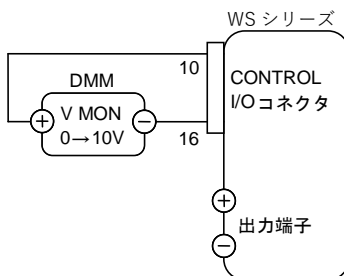 WS シリーズ
10
CONTROL
I/Oコネクタ
DMM
V MON
0→10V
+
−
16
+
出力端子
−